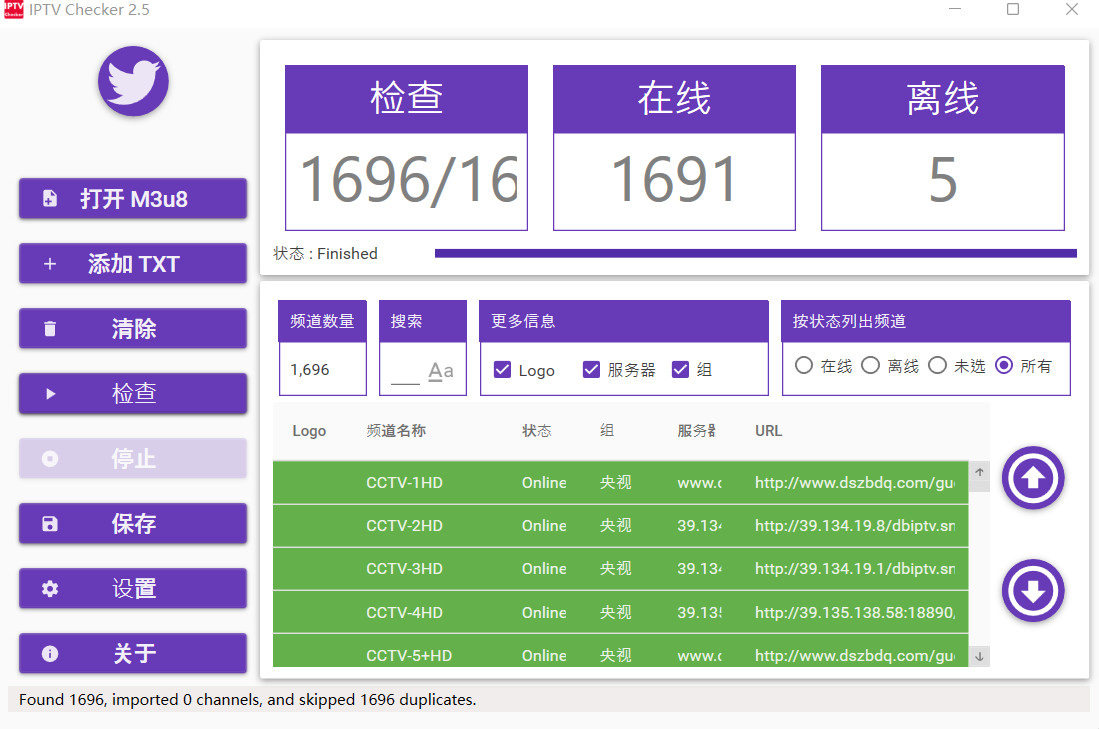 IPTV Checker
IPTV Checker 2.5
检查
在线
离线
1696/16
1691
5
状态 : Finished
打开 M3u8
添加 TXT
清除
检查
停止
保存
设置
关于
频道数量
搜索
更多信息
按状态列出频道
1,696
Aa
Logo
服务器
组
在线
离线
未选
所有
Logo 频道名称 状态 组 服务器 URL
CCTV-1HD Online 央视 www.c http://www.dszbdq.com/gu
CCTV-2HD Online 央视 39.134 http://39.134.19.8/dbiptv.sn
CCTV-3HD Online 央视 39.134 http://39.134.19.1/dbiptv.sn
CCTV-4HD Online 央视 39.135 http://39.135.138.58:18890,
CCTV-5+HD Online 央视 www.c http://www.dszbdq.com/gu
Found 1696, imported 0 channels, and skipped 1696 duplicates.